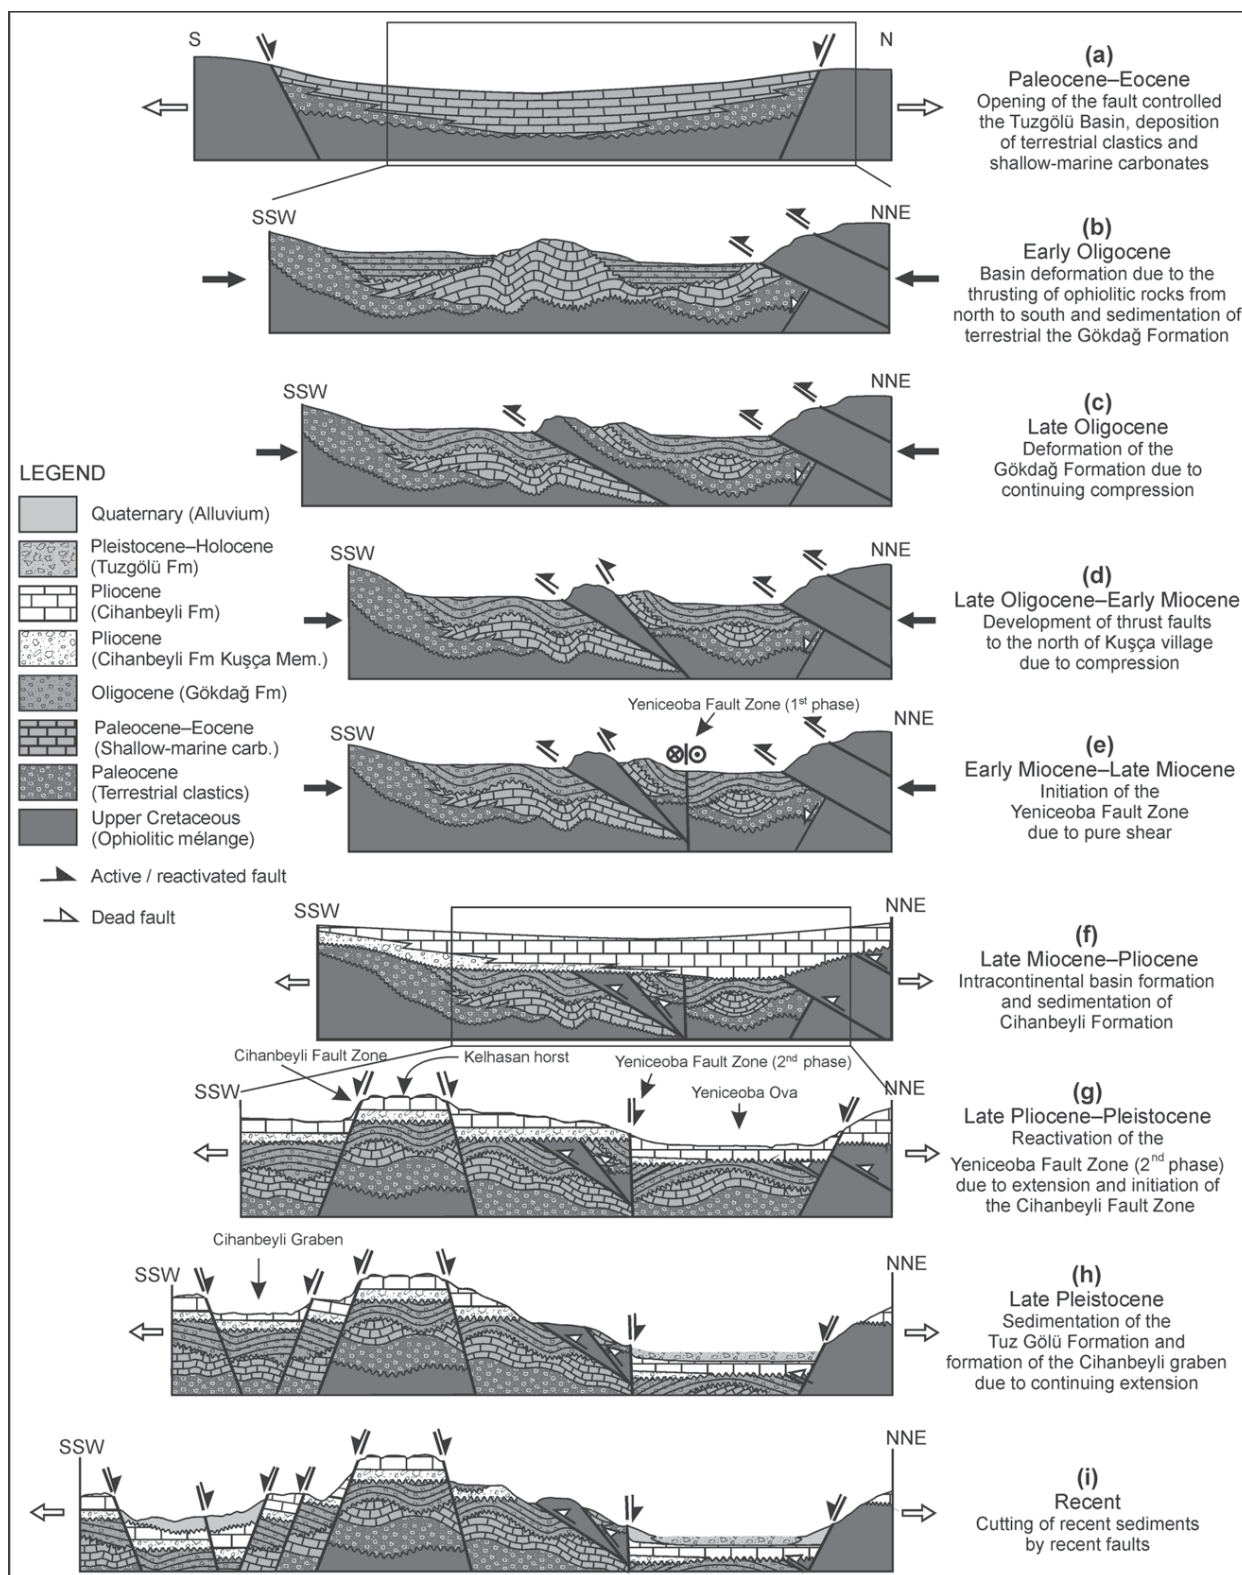 S
N
(a)
Paleocene–Eocene
Opening of the fault controlled
the Tuzgölü Basin, deposition
of terrestrial clastics and
shallow-marine carbonates
SSW
NNE
(b)
Early Oligocene
Basin deformation due to the
thrusting of ophiolitic rocks from
north to south and sedimentation of
terrestrial the Gökdağ Formation
SSW
NNE
(c)
Late Oligocene
Deformation of the
Gökdağ Formation due to
continuing compression
LEGEND
Quaternary (Alluvium)
Pleistocene–Holocene
(Tuzgölü Fm)
Pliocene
(Cihanbeyli Fm)
Pliocene
(Cihanbeyli Fm Kuşça Mem.)
Oligocene (Gökdağ Fm)
Paleocene–Eocene
(Shallow-marine carb.)
Paleocene
(Terrestrial clastics)
Upper Cretaceous
(Ophiolitic mélange)
Active / reactivated fault
Dead fault
SSW
NNE
(d)
Late Oligocene–Early Miocene
Development of thrust faults
to the north of Kuşça village
due to compression
Yeniceoba Fault Zone (1st phase)
SSW
NNE
(e)
Early Miocene–Late Miocene
Initiation of the
Yeniceoba Fault Zone
due to pure shear
SSW
NNE
(f)
Late Miocene–Pliocene
Intracontinental basin formation
and sedimentation of
Cihanbeyli Formation
Cihanbeyli Fault Zone
Kelhasan horst
Yeniceoba Fault Zone (2nd phase)
SSW
Yeniceoba Ova
NNE
(g)
Late Pliocene–Pleistocene
Reactivation of the
Yeniceoba Fault Zone (2nd phase)
due to extension and initiation of
the Cihanbeyli Fault Zone
Cihanbeyli Graben
SSW
NNE
(h)
Late Pleistocene
Sedimentation of the
Tuz Gölü Formation and
formation of the Cihanbeyli graben
due to continuing extension
SSW
NNE
(i)
Recent
Cutting of recent sediments
by recent faults